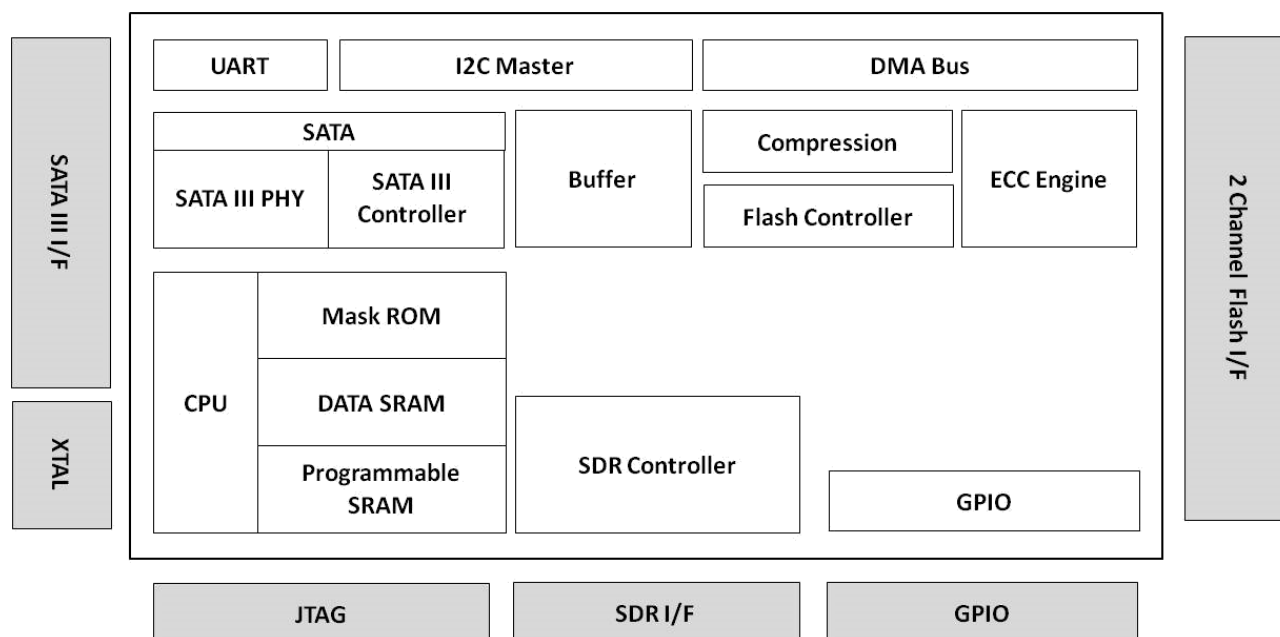 UART
I2C Master
DMA Bus
SATA III I/F
SATA
SATA III PHY
SATA III
Controller
Buffer
Compression
Flash Controller
ECC Engine
2 Channel Flash I/F
CPU
Mask ROM
DATA SRAM
Programmable
SRAM
SDR Controller
GPIO
XTAL
JTAG
SDR I/F
GPIO